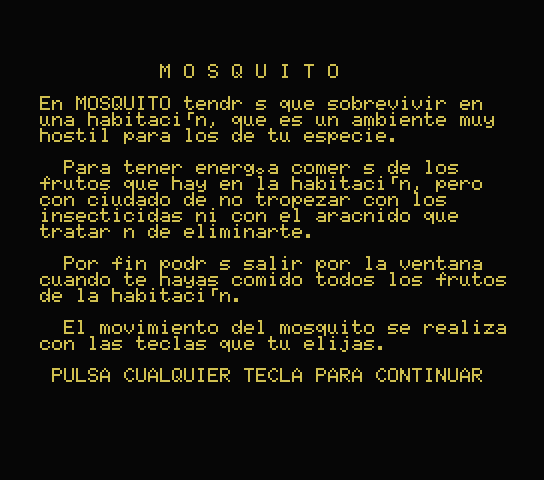 M O S Q U I T O
En MOSQUITO tendr s que sobrevivir en
una habitaci｢n, que es un ambiente muy
hostil para los de tu especie.
Para tener energ｡a comer s de los
frutos que hay en la habitaci｢n, pero
con ciudado de no tropezar con los
insecticidas ni con el aracnido que
tratar n de eliminarte.
Por fin podr s salir por la ventana
cuando te hayas comido todos los frutos
de la habitaci｢n.
El movimiento del mosquito se realiza
con las teclas que tu elijas.
PULSA CUALQUIER TECLA PARA CONTINUAR